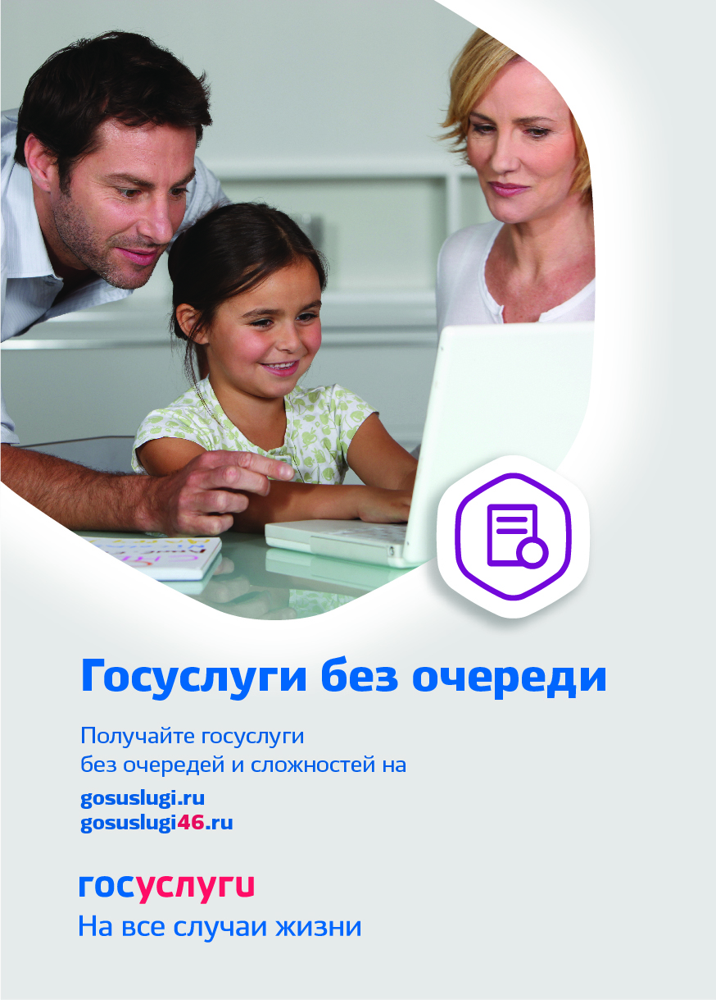 Госуслуги без очереди
Получайте госуслуги
без очередей и сложностей на
gosuslugi.ru
gosuslugi46.ru
госуслуги
На все случаи жизни